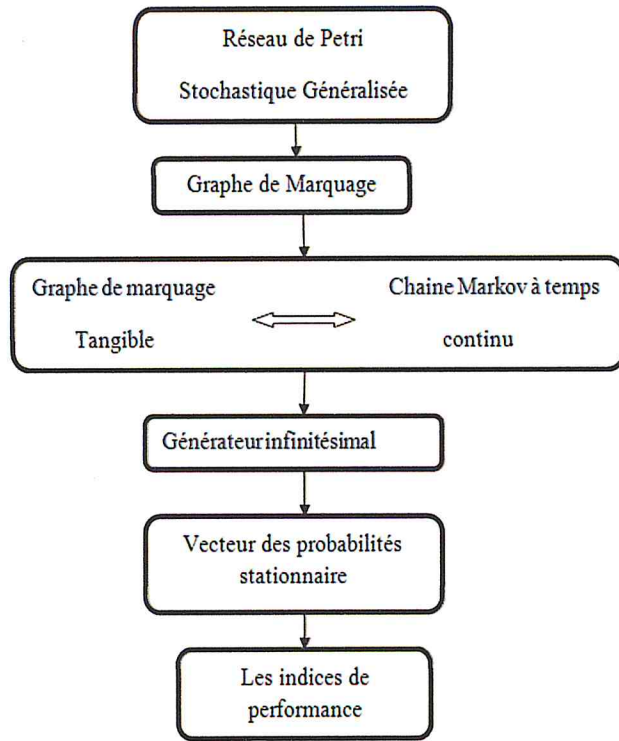 Réseau de Petri
Stochastique Généralisée
Graphe de Marquage
Graphe de marquage
Tangible
Chaine Markov à temps
continu
Générateur infinitésimal
Vecteur des probabilités
stationnaire
Les indices de
performance